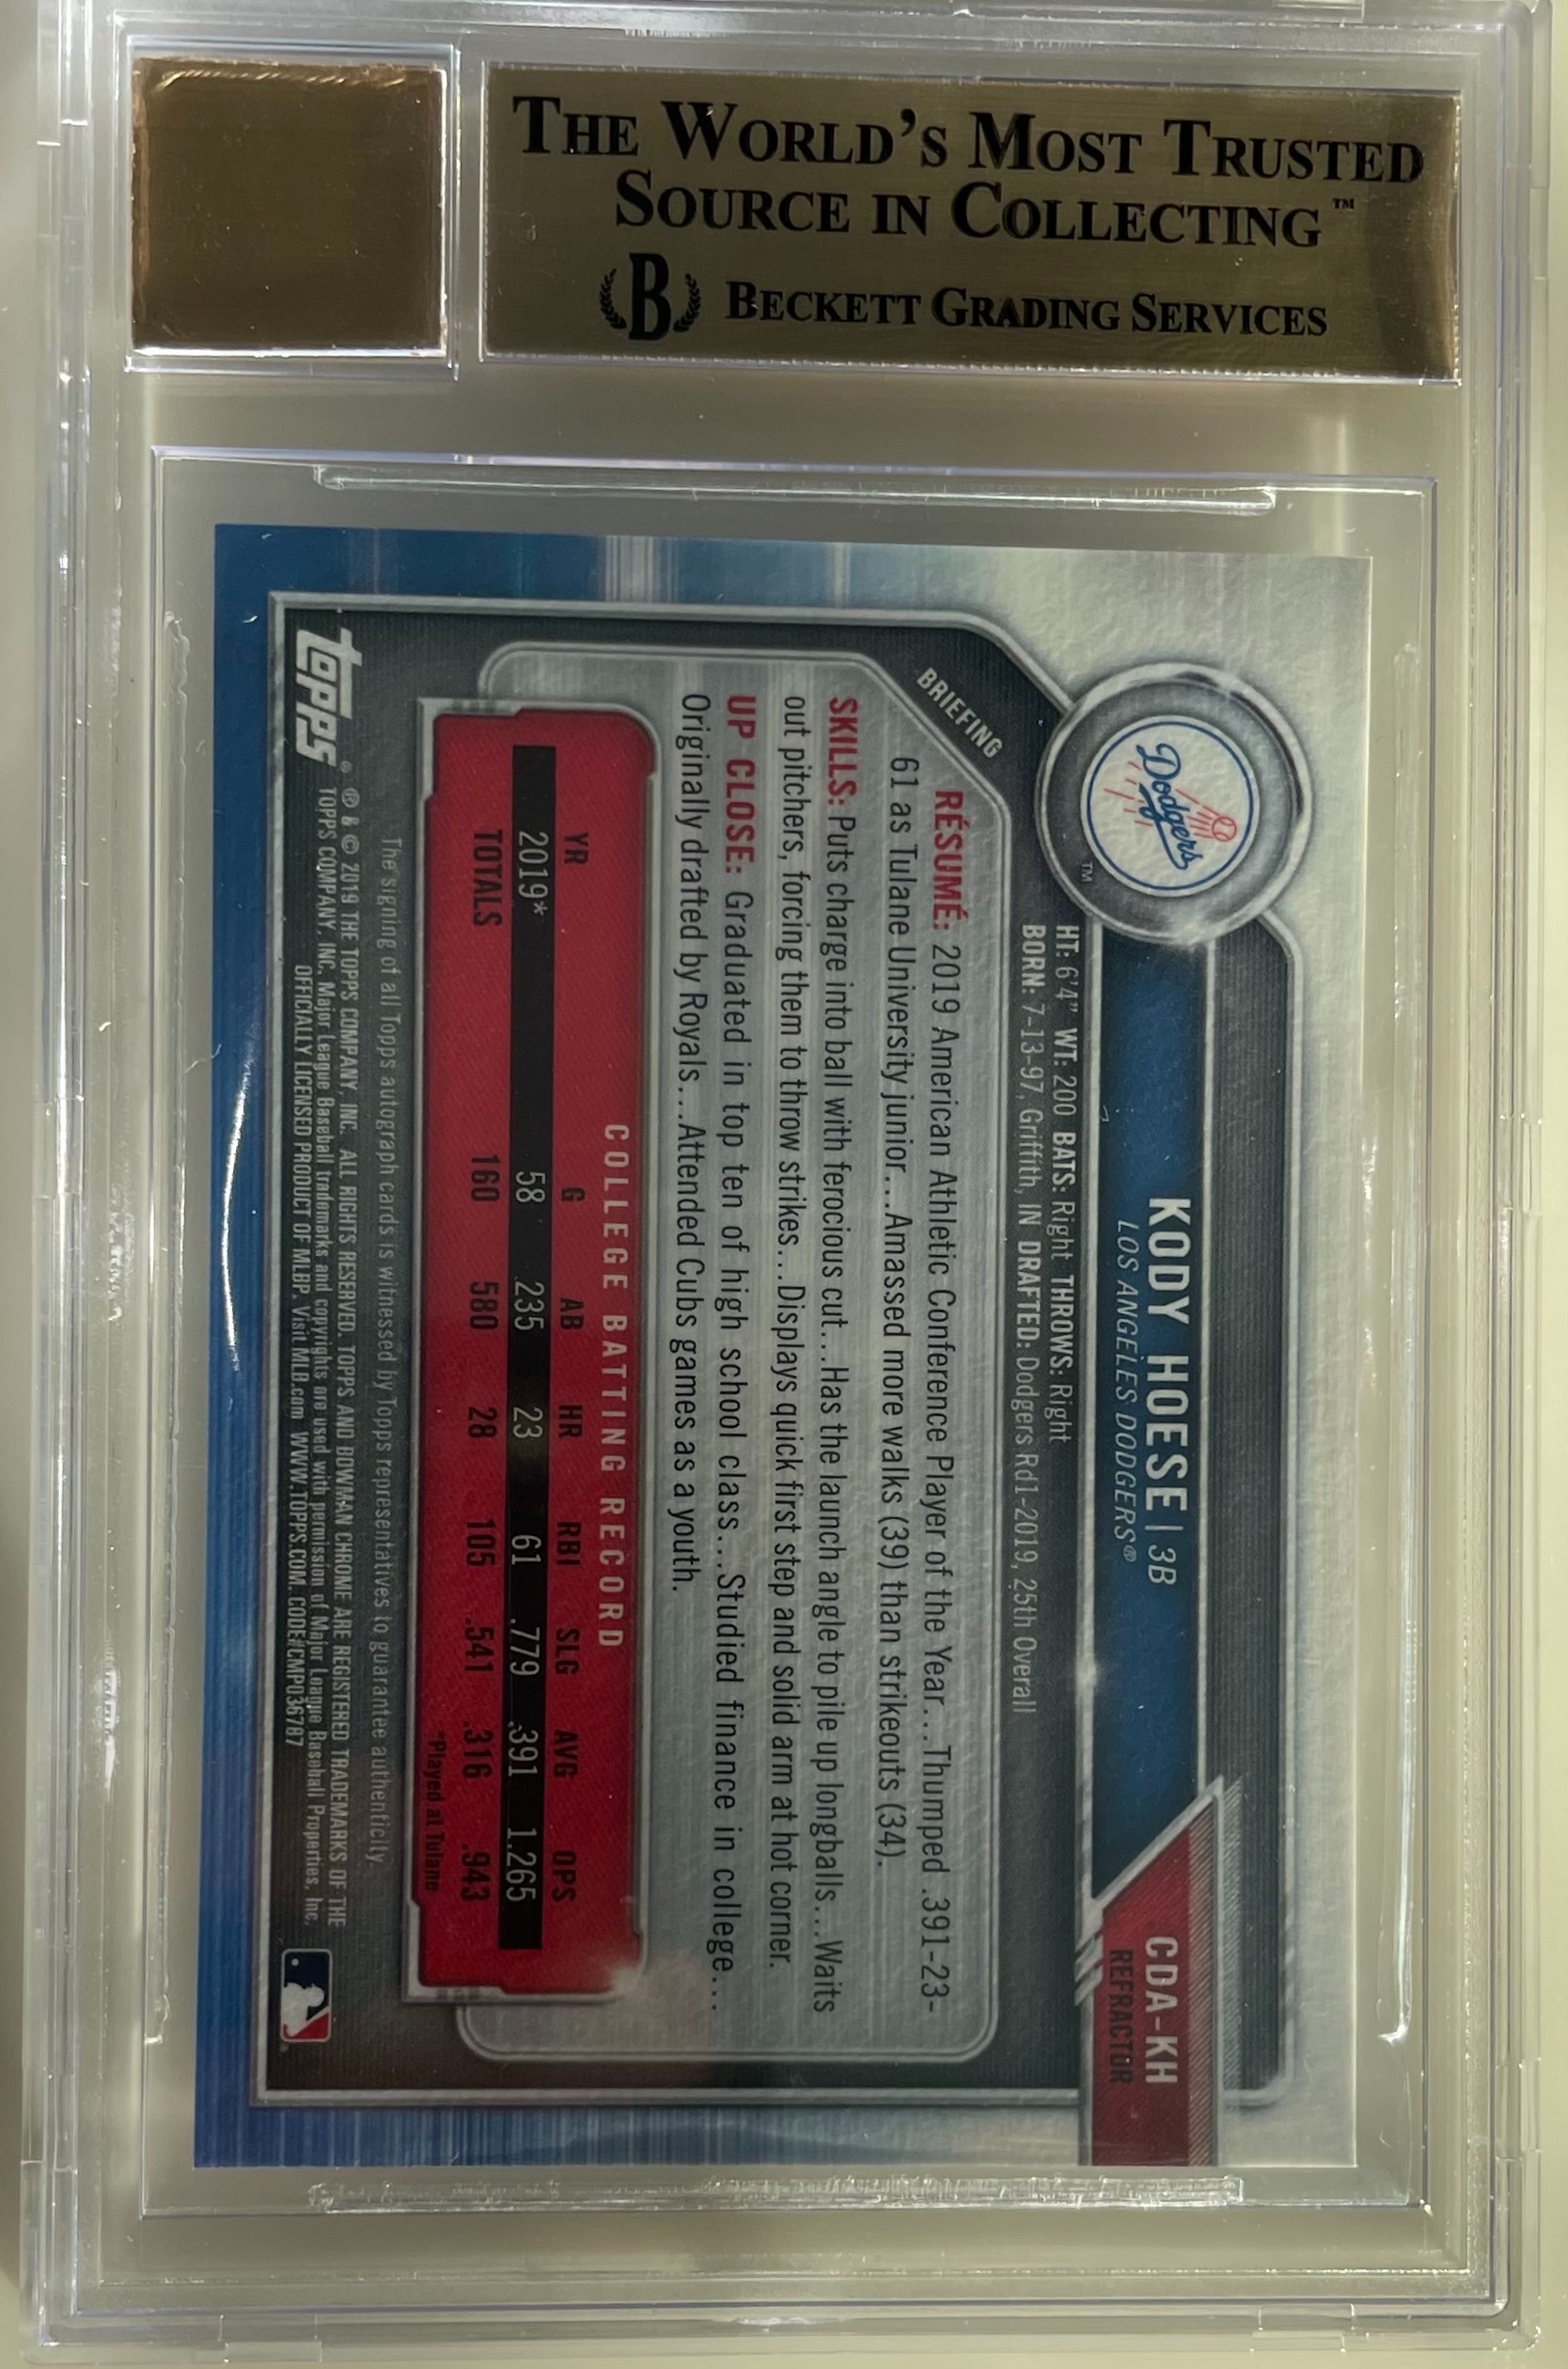 THE WORLD'S MOST TRUSTED
SOURCE IN COLLECTING™
B BECKETT GRADING SERVICES
Dodgers
TM
KODY HOESE | 3B
LOS ANGELES DODGERS®
CDA-KH
REFRACTOR
HT: 6'4" WT: 200 BATS: Right THROWS: Right
BORN: 7-13-97, Griffith, IN DRAFTED: Dodgers Rd1-2019, 25th Overall
BRIEFING
RÉSUMÉ: 2019 American Athletic Conference Player of the Year...Thumped .391-23-
61 as Tulane University junior...Amassed more walks (39) than strikeouts (34).
SKILLS: Puts charge into ball with ferocious cut...Has the launch angle to pile up longballs...Waits
out pitchers, forcing them to throw strikes...Displays quick first step and solid arm at hot corner.
UP CLOSE: Graduated in top ten of high school class...Studied finance in college...
Originally drafted by Royals...Attended Cubs games as a youth.
COLLEGE BATTING RECORD
YR G AB HR RBI SLG AVG OPS
2019* 58 235 23 61 .779 .391 1.265
TOTALS 160 580 28 105 .541 .316 .943
*Played at Tulane
The signing of all Topps autograph cards is witnessed by Topps representatives to guarantee authenticity.
topps®
® & © 2019 THE TOPPS COMPANY, INC. ALL RIGHTS RESERVED. TOPPS AND BOWMAN CHROME ARE REGISTERED TRADEMARKS OF THE
TOPPS COMPANY, INC. Major League Baseball trademarks and copyrights are used with permission of Major League Baseball Properties, Inc.
OFFICIALLY LICENSED PRODUCT OF MLBP. Visit MLB.com WWW.TOPPS.COM. CODE#CMP036787